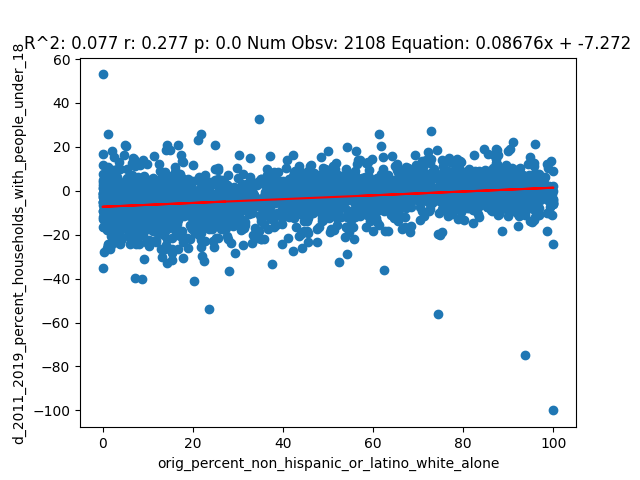 R^2: 0.077 r: 0.277 p: 0.0 Num Obsv: 2108 Equation: 0.08676x + -7.272
d_2011_2019_percent_households_with_people_under_18
60
40
20
0
−20
−40
−60
−80
−100
0 20 40 60 80 100
orig_percent_non_hispanic_or_latino_white_alone